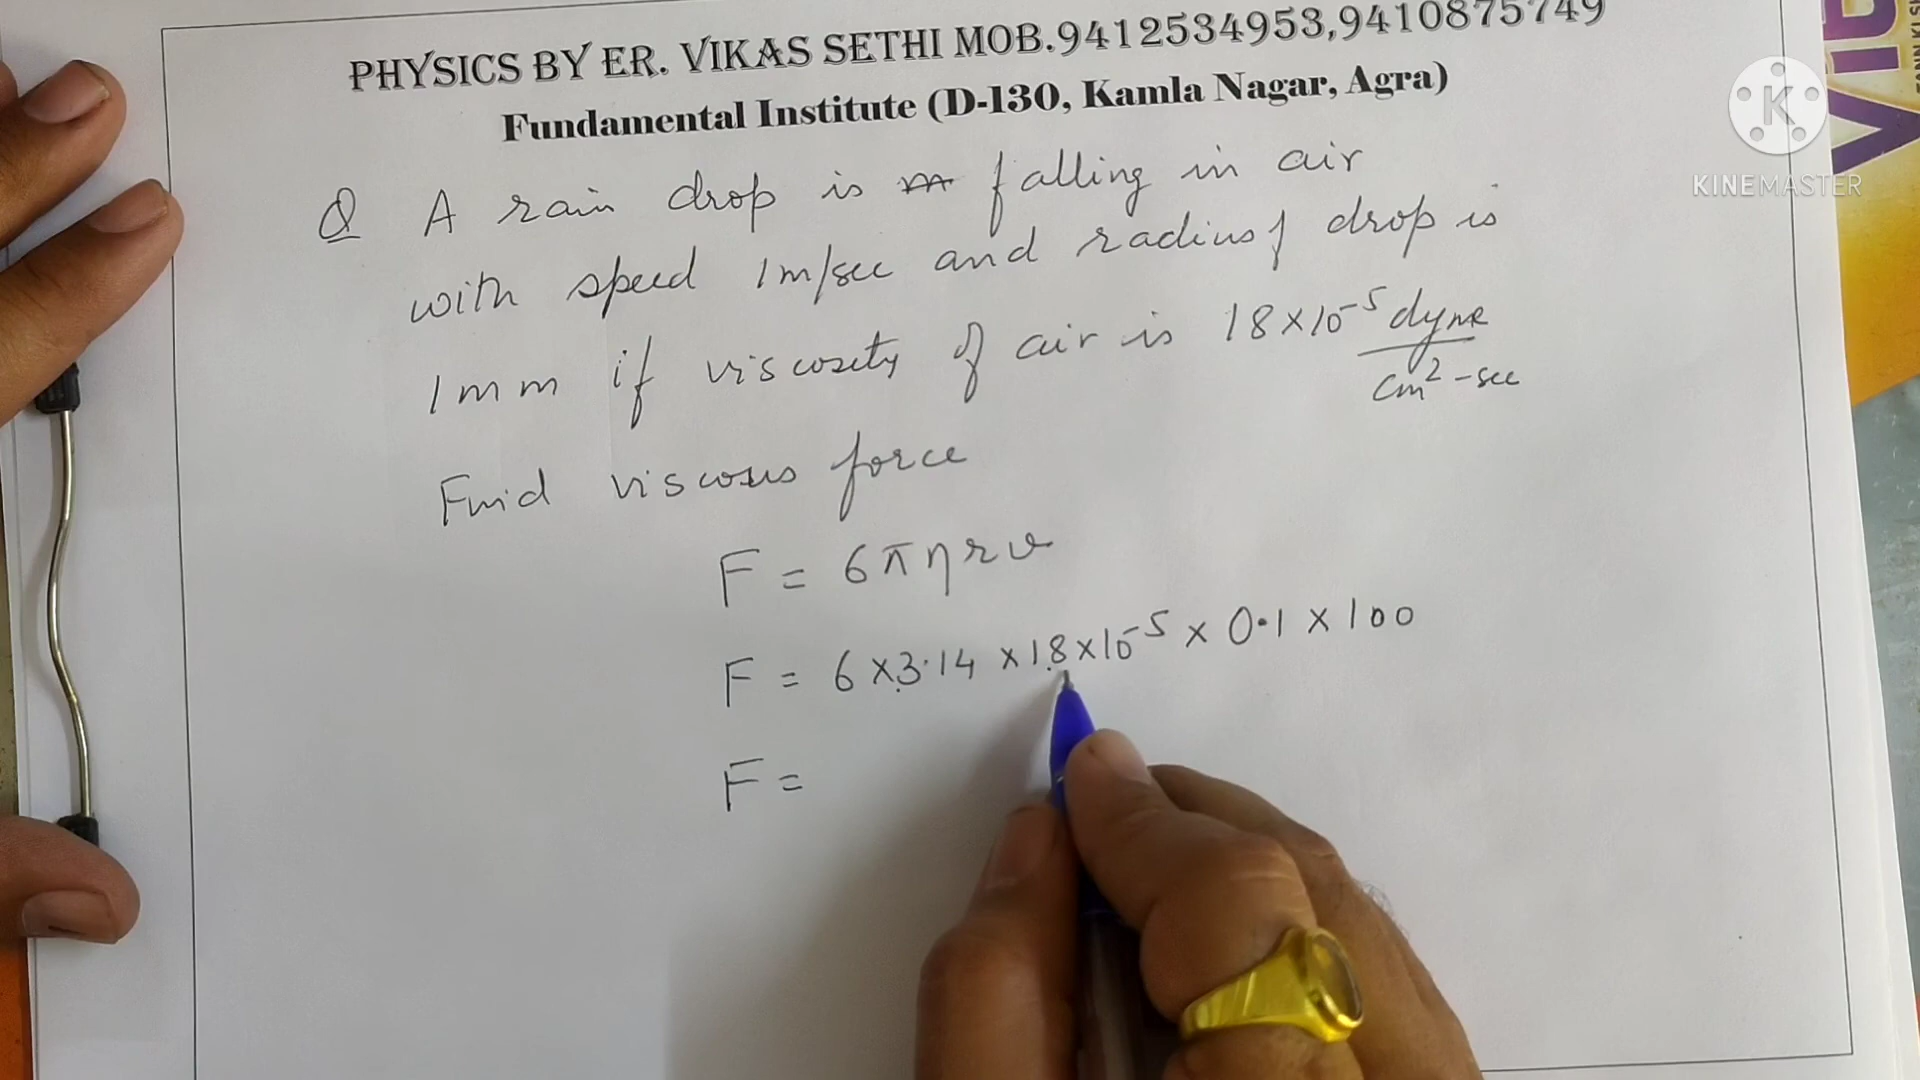 PHYSICS BY ER. VIKAS SETHI MOB.9412534953,9410875749
Fundamental Institute (D-130, Kamla Nagar, Agra)
KINEMASTER
Q A rain drop is falling in air
with speed 1m/sec and radius of drop is
1mm if viscosity of air is 18×10⁻⁵ dyne/cm²-sec
Find viscous force
F = 6πηrv
F = 6×3.14×18×10⁻⁵×0.1×100
F =